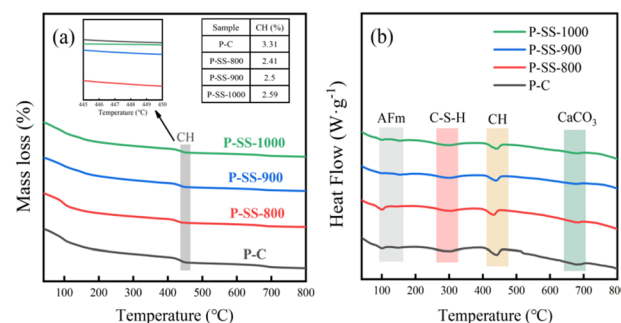 (a)
Sample CH (%)
P-C 3.31
P-SS-800 2.41
P-SS-900 2.5
P-SS-1000 2.59
445 446 447 448 449 450
Temperature (℃)
CH
P-SS-1000
P-SS-900
P-SS-800
P-C
Mass loss (%)
100 200 300 400 500 600 700 800
Temperature (℃)
(b)
P-SS-1000
P-SS-900
P-SS-800
P-C
AFm C-S-H CH CaCO3
Heat Flow (W·g-1)
100 200 300 400 500 600 700 800
Temperature (℃)